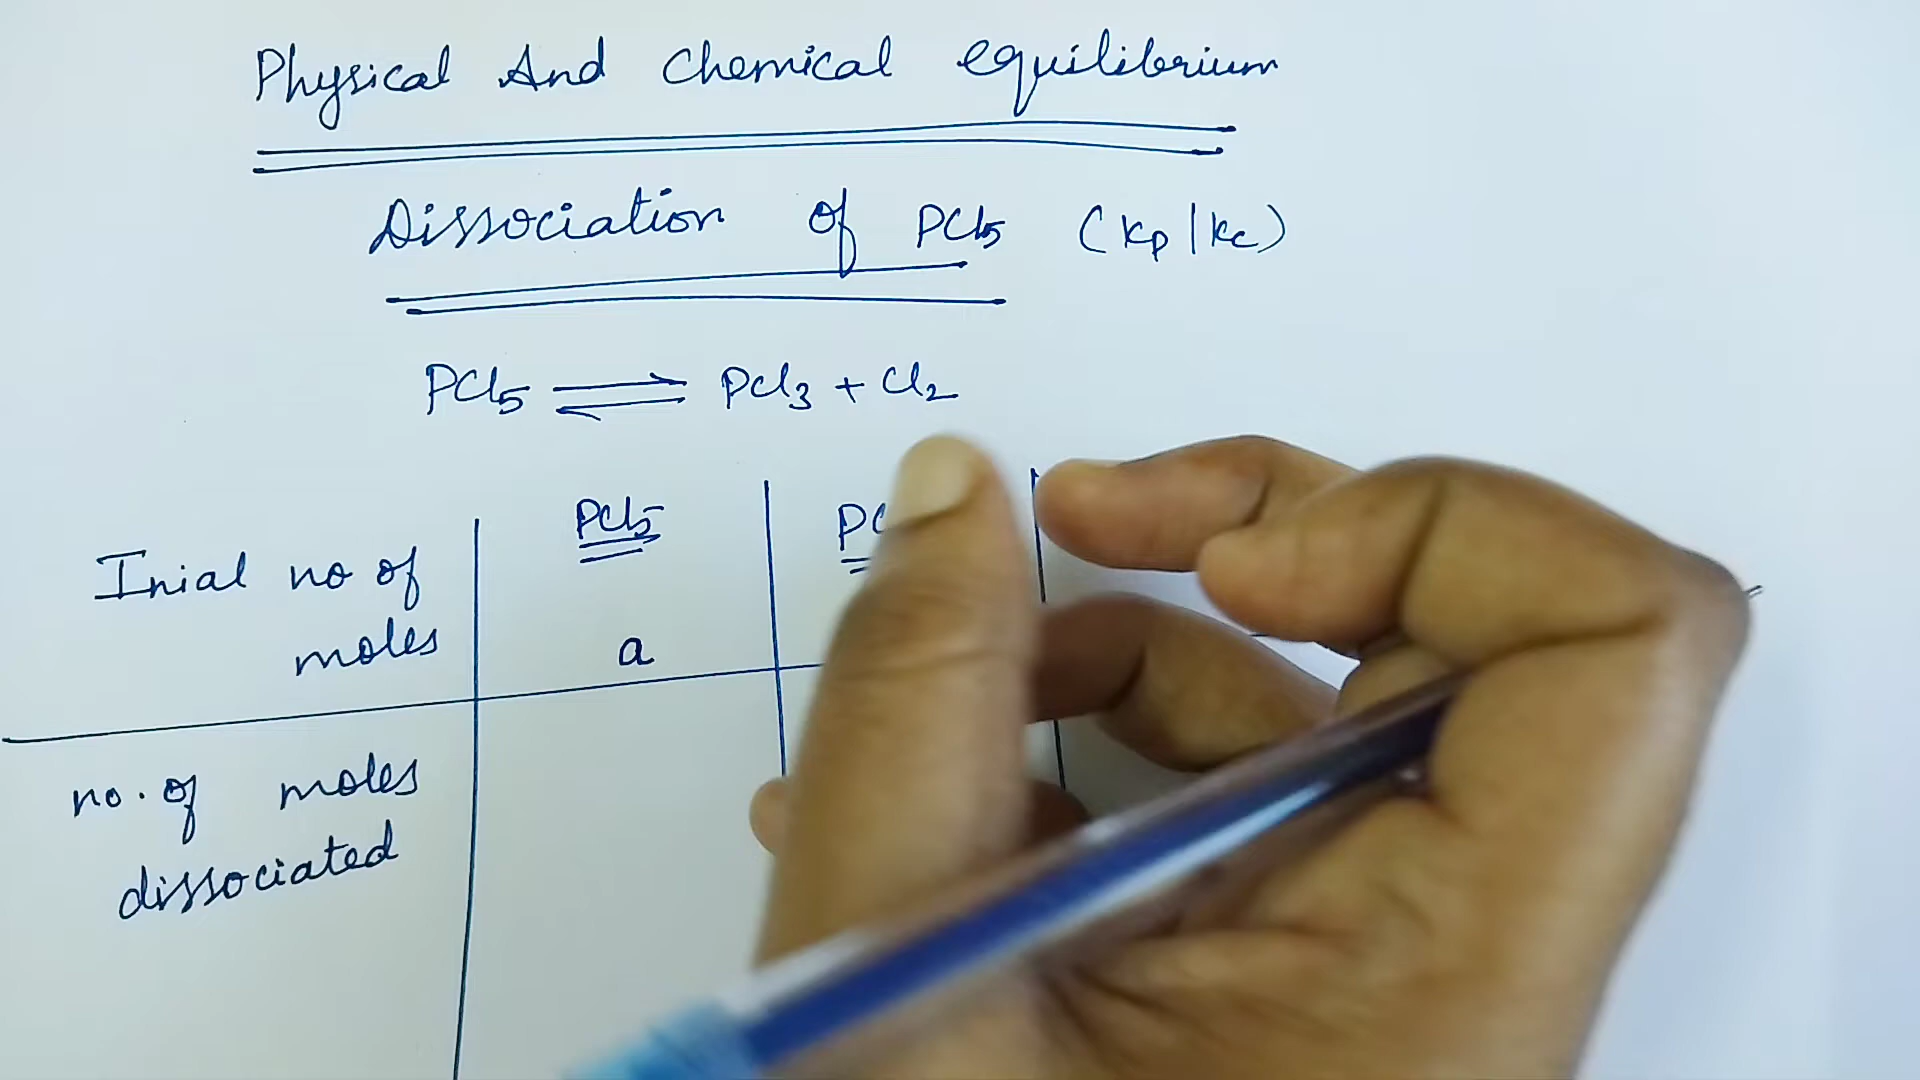 Physical And Chemical equilibrium
Dissociation of PCl5 (Kp/Kc)
PCl5 ⇌ PCl3 + Cl2
PCl5
Inial no of
moles a
no. of moles
dissociated